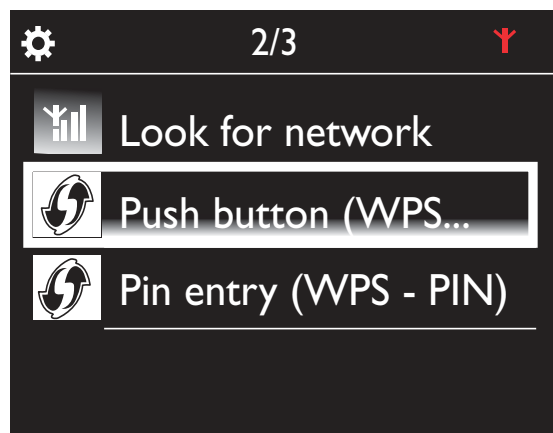 2/3
Look for network
Push button (WPS...
Pin entry (WPS - PIN)